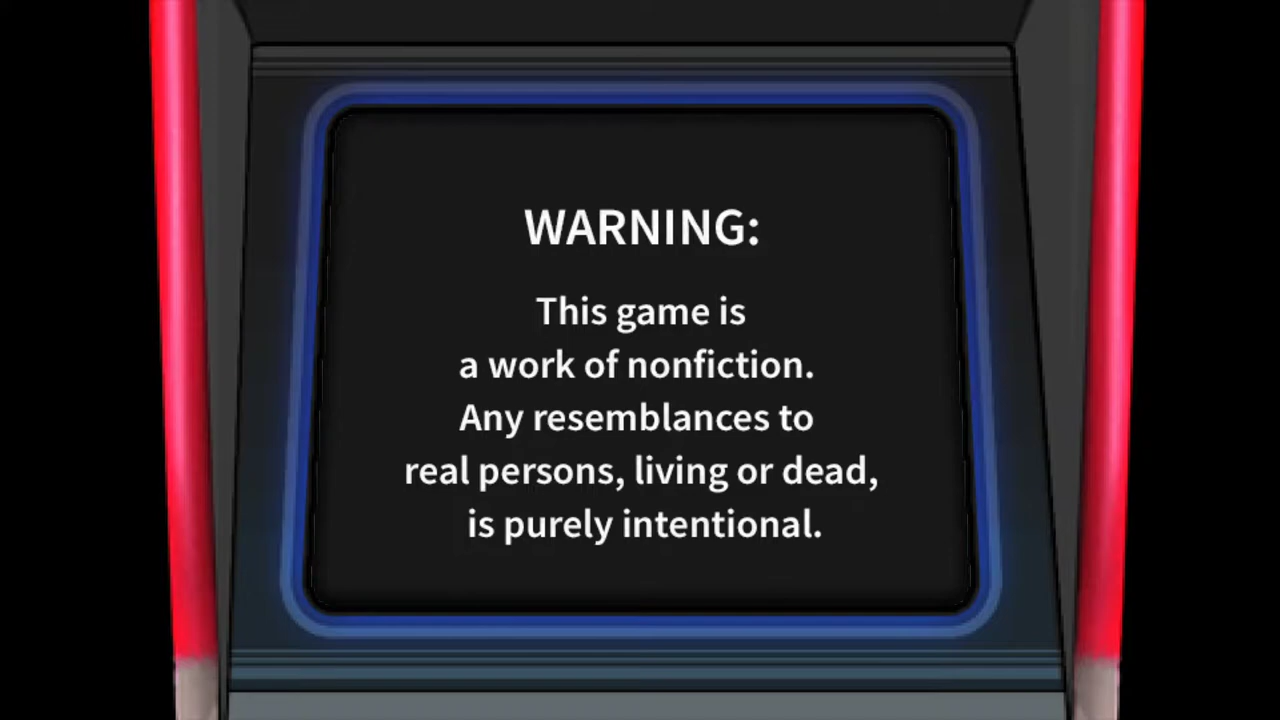 WARNING:
This game is
a work of nonfiction.
Any resemblances to
real persons, living or dead,
is purely intentional.